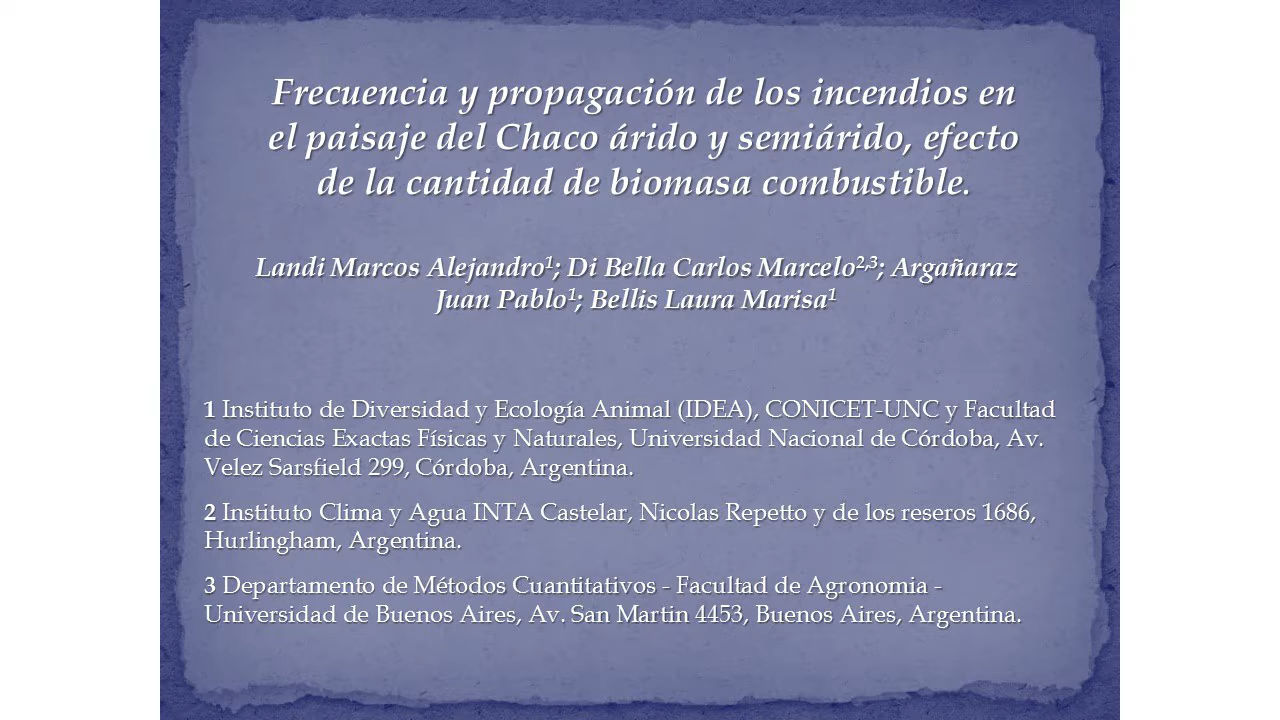 Frecuencia y propagación de los incendios en
el paisaje del Chaco árido y semiárido, efecto
de la cantidad de biomasa combustible.
Landi Marcos Alejandro¹; Di Bella Carlos Marcelo²,³; Argañaraz
Juan Pablo¹; Bellis Laura Marisa¹
1 Instituto de Diversidad y Ecología Animal (IDEA), CONICET-UNC y Facultad
de Ciencias Exactas Físicas y Naturales, Universidad Nacional de Córdoba, Av.
Velez Sarsfield 299, Córdoba, Argentina.
2 Instituto Clima y Agua INTA Castelar, Nicolas Repetto y de los reseros 1686,
Hurlingham, Argentina.
3 Departamento de Métodos Cuantitativos - Facultad de Agronomia -
Universidad de Buenos Aires, Av. San Martin 4453, Buenos Aires, Argentina.